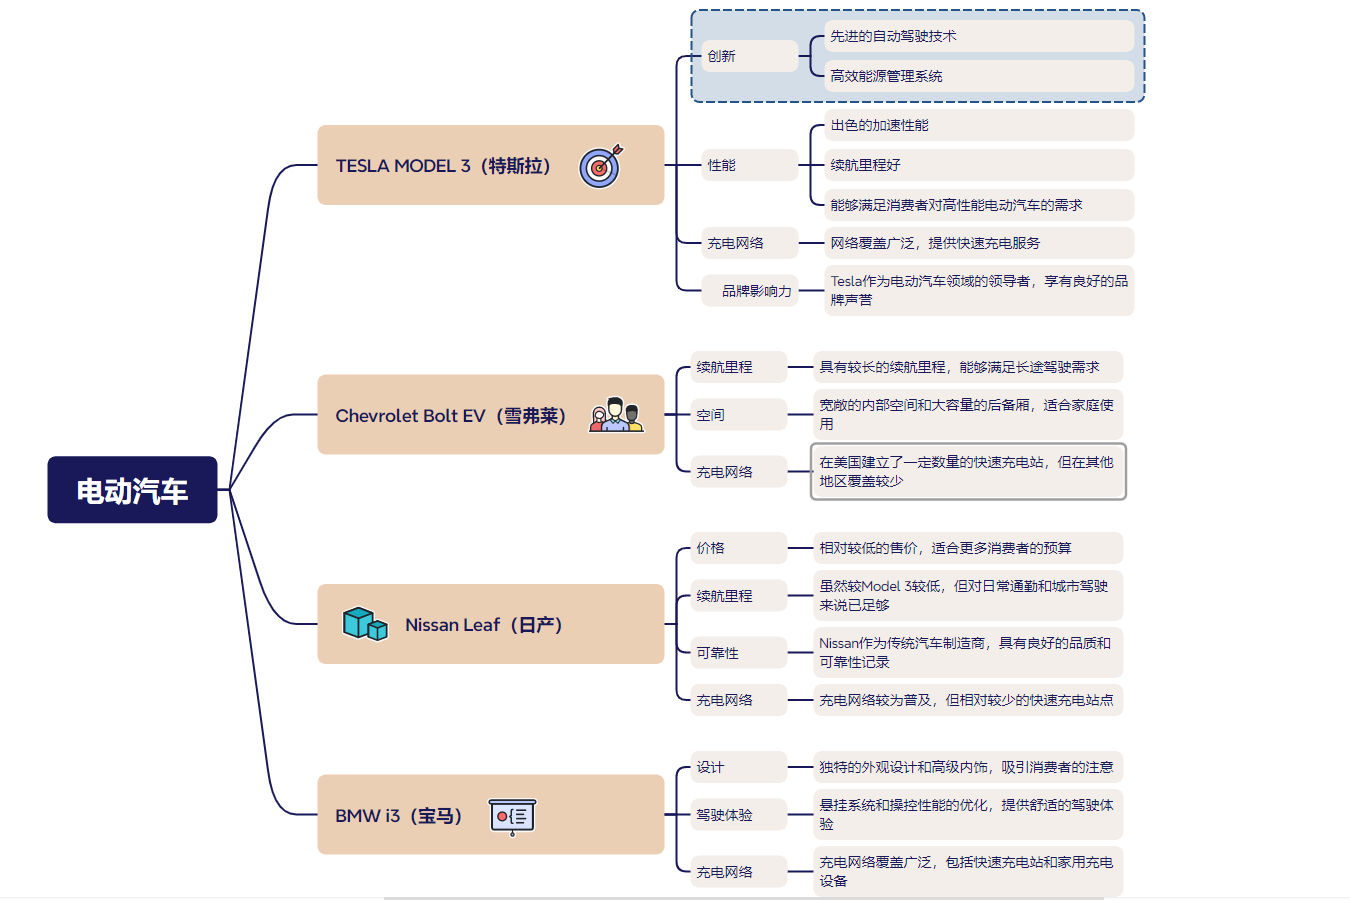 电动汽车
TESLA MODEL 3（特斯拉）
创新
先进的自动驾驶技术
高效能源管理系统
性能
出色的加速性能
续航里程好
能够满足消费者对高性能电动汽车的需求
充电网络
网络覆盖广泛，提供快速充电服务
品牌影响力
Tesla作为电动汽车领域的领导者，享有良好的品
牌声誉
Chevrolet Bolt EV（雪弗莱）
续航里程
具有较长的续航里程，能够满足长途驾驶需求
空间
宽敞的内部空间和大容量的后备厢，适合家庭使
用
充电网络
在美国建立了一定数量的快速充电站，但在其他
地区覆盖较少
Nissan Leaf（日产）
价格
相对较低的售价，适合更多消费者的预算
续航里程
虽然较Model 3较低，但对日常通勤和城市驾驶
来说已足够
可靠性
Nissan作为传统汽车制造商，具有良好的品质和
可靠性记录
充电网络
充电网络较为普及，但相对较少的快速充电站点
BMW i3（宝马）
设计
独特的外观设计和高级内饰，吸引消费者的注意
驾驶体验
悬挂系统和操控性能的优化，提供舒适的驾驶体
验
充电网络
充电网络覆盖广泛，包括快速充电站和家用充电
设备